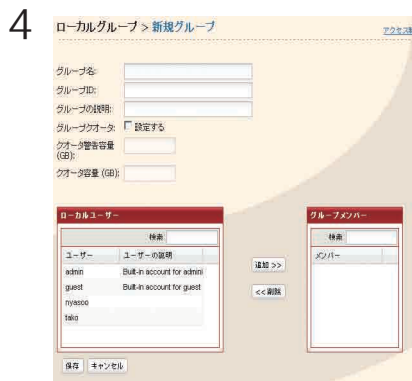 4
ローカルグループ > 新規グループ
アクセス
グループ名:
グループID:
グループの説明:
グループクオータ: 設定する
クオータ警告容量
(GB):
クオータ容量 (GB):
ローカルユーザー
グループメンバー
検索
検索
ユーザー ユーザーの説明
メンバー
admin Built-in account for admini
guest Built-in account for guest
nyasoo
tako
追加 >>
<< 削除
保存 キャンセル